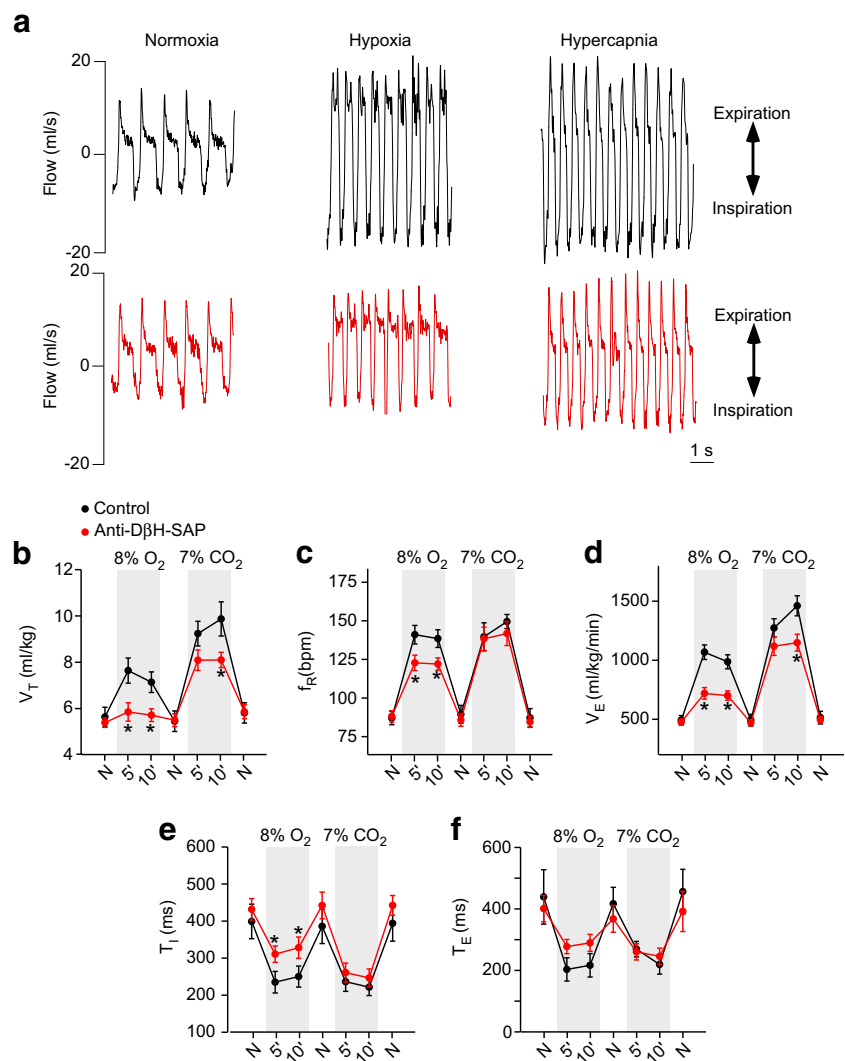 a
Normoxia Hypoxia Hypercapnia
20
0
-20
Flow (ml/s)
Expiration
Inspiration
20
0
-20
Flow (ml/s)
Expiration
Inspiration
1 s
Control
Anti-DβH-SAP
b
8% O2 7% CO2
12
10
8
6
4
VT (ml/kg)
* * *
N 5' 10' N 5' 10' N
c
8% O2 7% CO2
175
150
125
100
75
fR(bpm)
* *
N 5' 10' N 5' 10' N
d
8% O2 7% CO2
1500
1000
500
VE (ml/kg/min)
* * *
N 5' 10' N 5' 10' N
e
8% O2 7% CO2
600
500
400
300
200
100
TI (ms)
* *
N 5' 10' N 5' 10' N
f
8% O2 7% CO2
600
400
200
0
TE (ms)
N 5' 10' N 5' 10' N